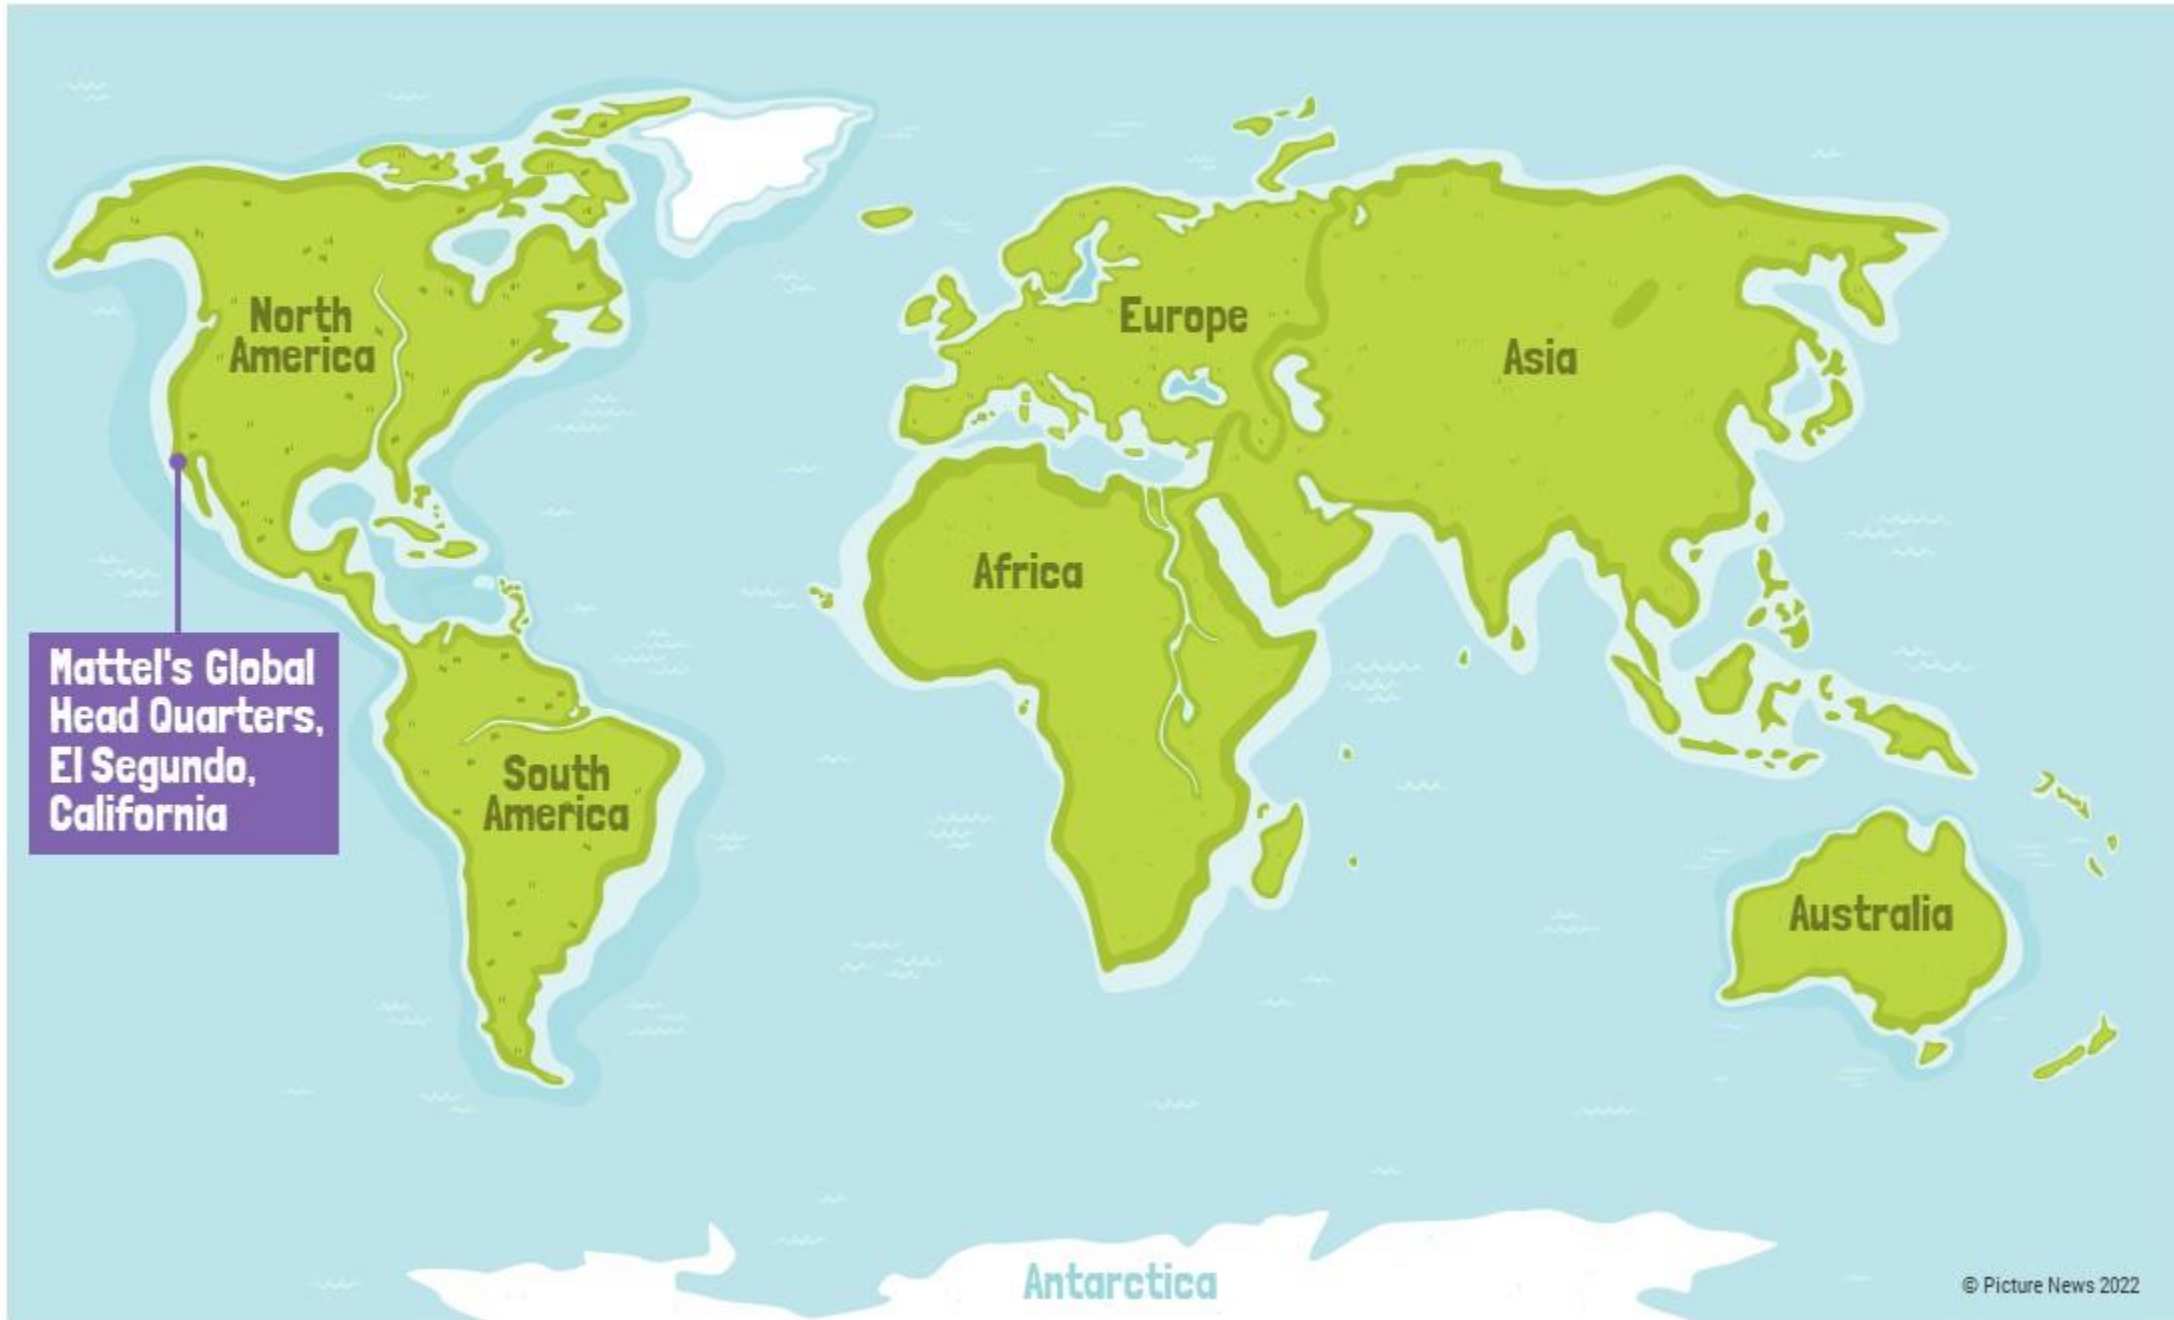 North
America
Europe
Asia
Africa
Mattel's Global
Head Quarters,
El Segundo,
California
South
America
Australia
Antarctica
© Picture News 2022